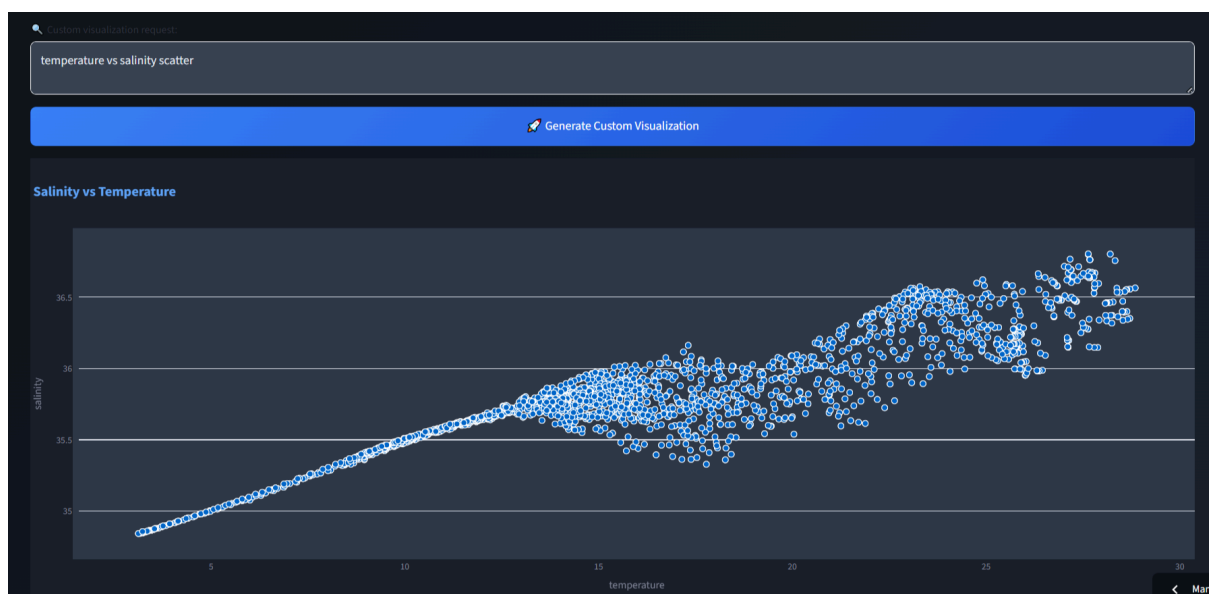 🔍 Custom visualization request:
temperature vs salinity scatter
🚀 Generate Custom Visualization
Salinity vs Temperature
36.5
36
35.5
35
salinity
5 10 15 20 25 30
temperature